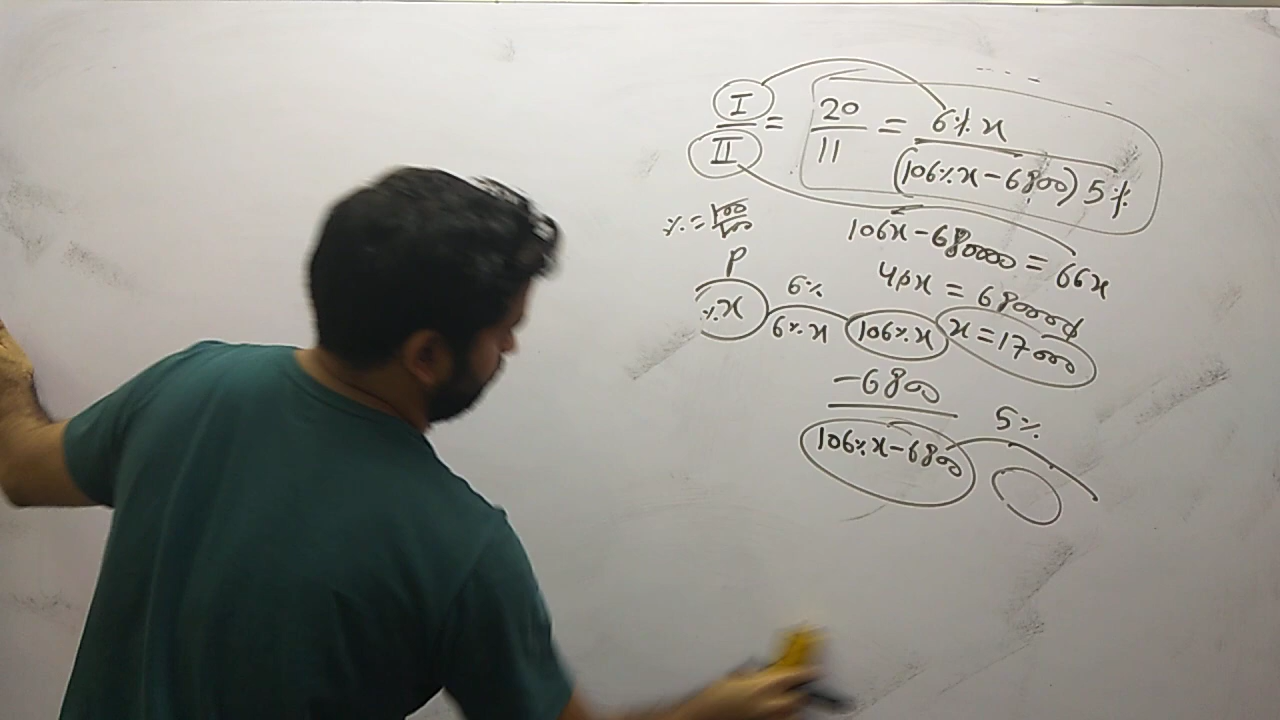 I/II = 20/11 = 6%x/(106%x-6800)5%
% = 100/100
106x-680000 = 66x
P
40x = 680000
6%
%x 6%x 106%x x=17000
-6800
5%
106%x-6800